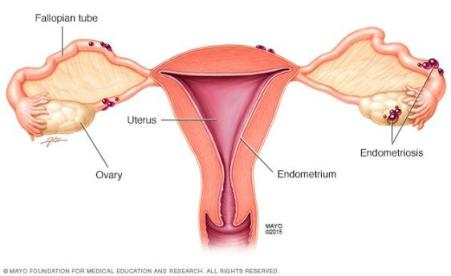 Fallopian tube
Uterus
Ovary
Endometriosis
Endometrium
MAYO
©2015
© MAYO FOUNDATION FOR MEDICAL EDUCATION AND RESEARCH. ALL RIGHTS RESERVED.